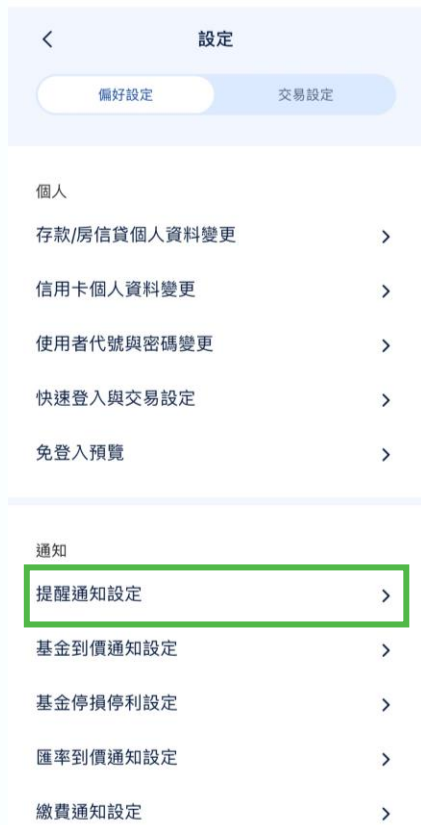 設定
偏好設定
交易設定
個人
存款/房信貸個人資料變更
信用卡個人資料變更
使用者代號與密碼變更
快速登入與交易設定
免登入預覽
通知
提醒通知設定
基金到價通知設定
基金停損停利設定
匯率到價通知設定
繳費通知設定